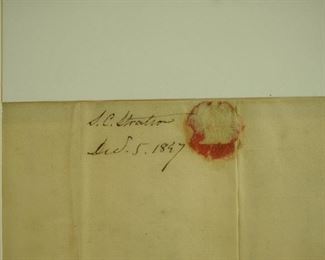 S. C. Stratton
Dec. 5. 1847